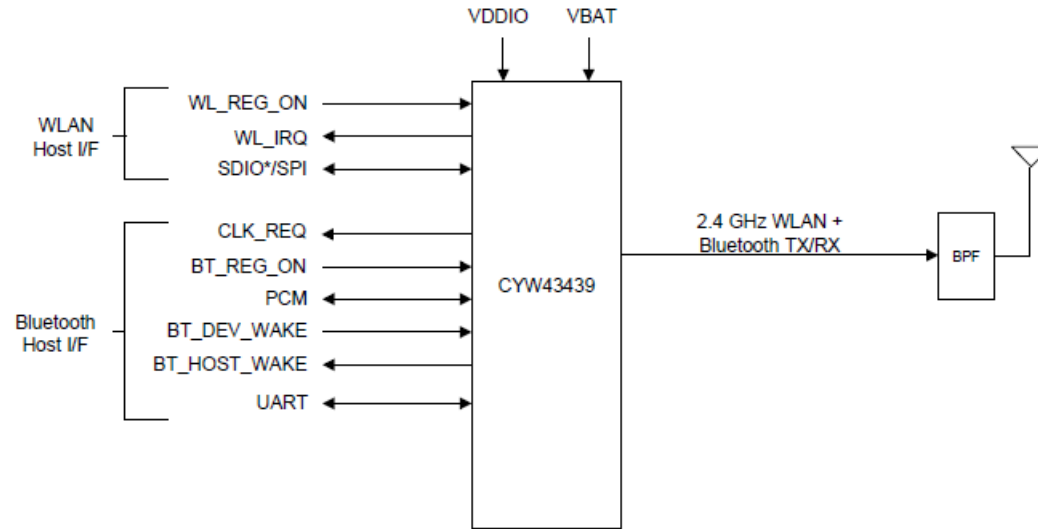 VDDIO
VBAT
WLAN
Host I/F
WL_REG_ON
WL_IRQ
SDIO*/SPI
Bluetooth
Host I/F
CLK_REQ
BT_REG_ON
PCM
BT_DEV_WAKE
BT_HOST_WAKE
UART
CYW43439
2.4 GHz WLAN +
Bluetooth TX/RX
BPF